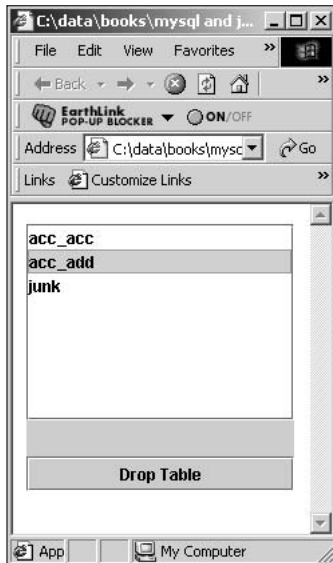 C:\data\books\mysql and j...
File Edit View Favorites »
Back »
EarthLink
POP-UP BLOCKER ON/OFF
Address C:\data\books\mysc Go
Links Customize Links »
acc_acc
acc_add
junk
Drop Table
App My Computer